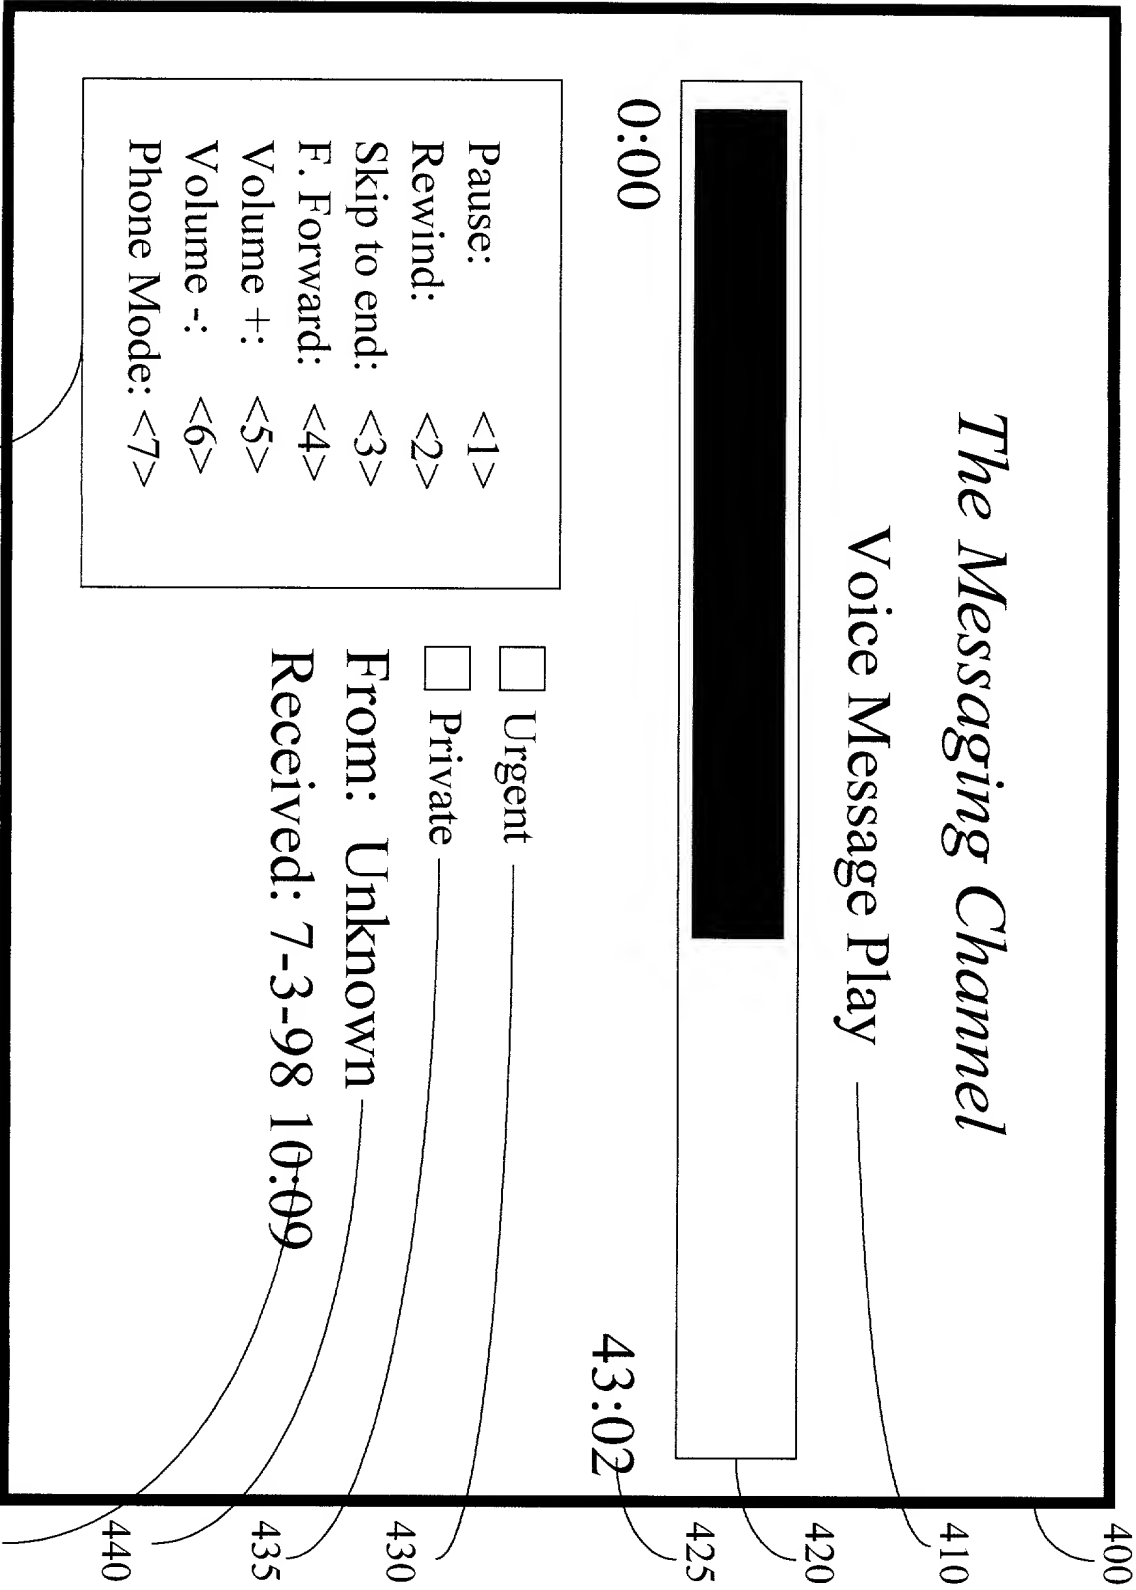 The Messaging Channel
Voice Message Play
0:00
43:02
Pause: <1>
Rewind: <2>
Skip to end: <3>
F. Forward: <4>
Volume +: <5>
Volume -: <6>
Phone Mode: <7>
Urgent
Private
From: Unknown
Received: 7-3-98 10:09
400
410
420
425
430
435
440